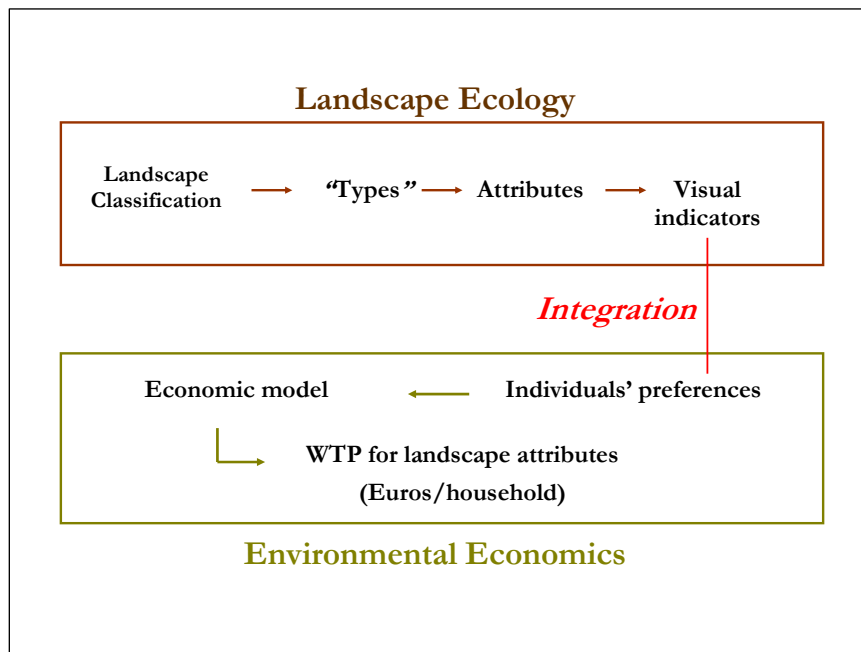 Landscape Ecology
Landscape
Classification
“Types”
Attributes
Visual
indicators
Integration
Economic model
Individuals’ preferences
WTP for landscape attributes
(Euros/household)
Environmental Economics